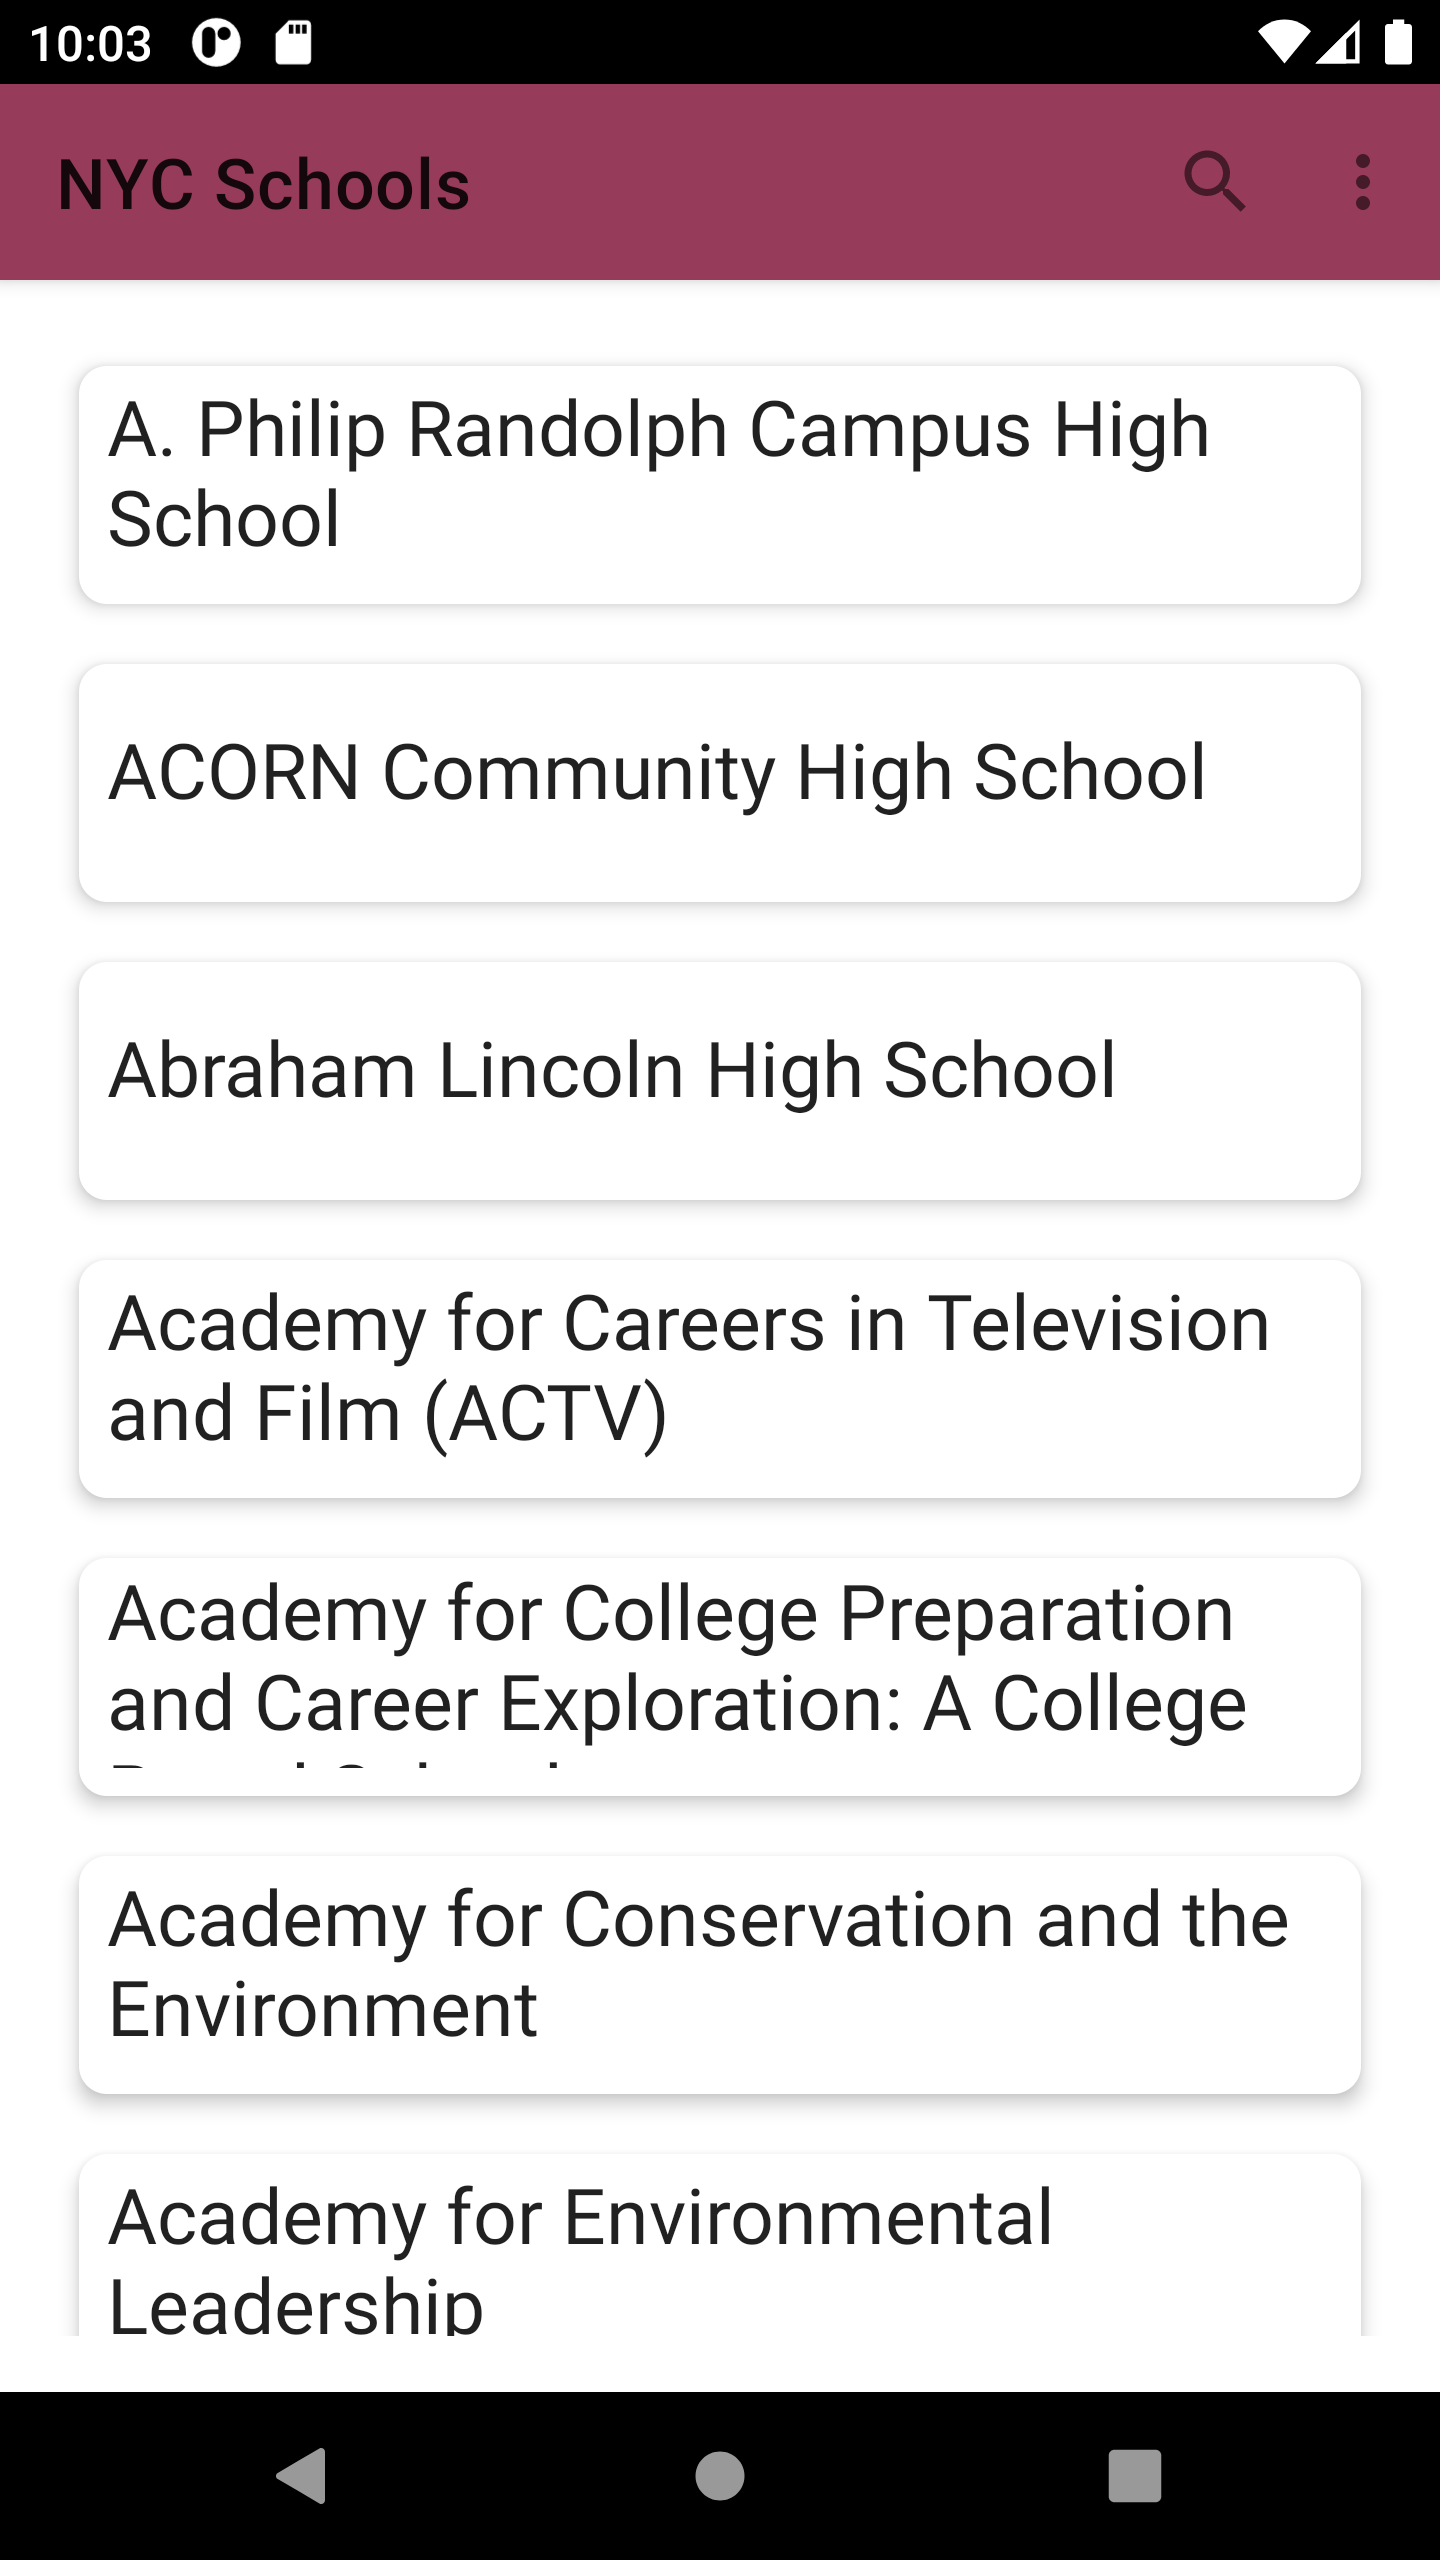 10:03
NYC Schools
A. Philip Randolph Campus High
School
ACORN Community High School
Abraham Lincoln High School
Academy for Careers in Television
and Film (ACTV)
Academy for College Preparation
and Career Exploration: A College
Academy for Conservation and the
Environment
Academy for Environmental
Leadership